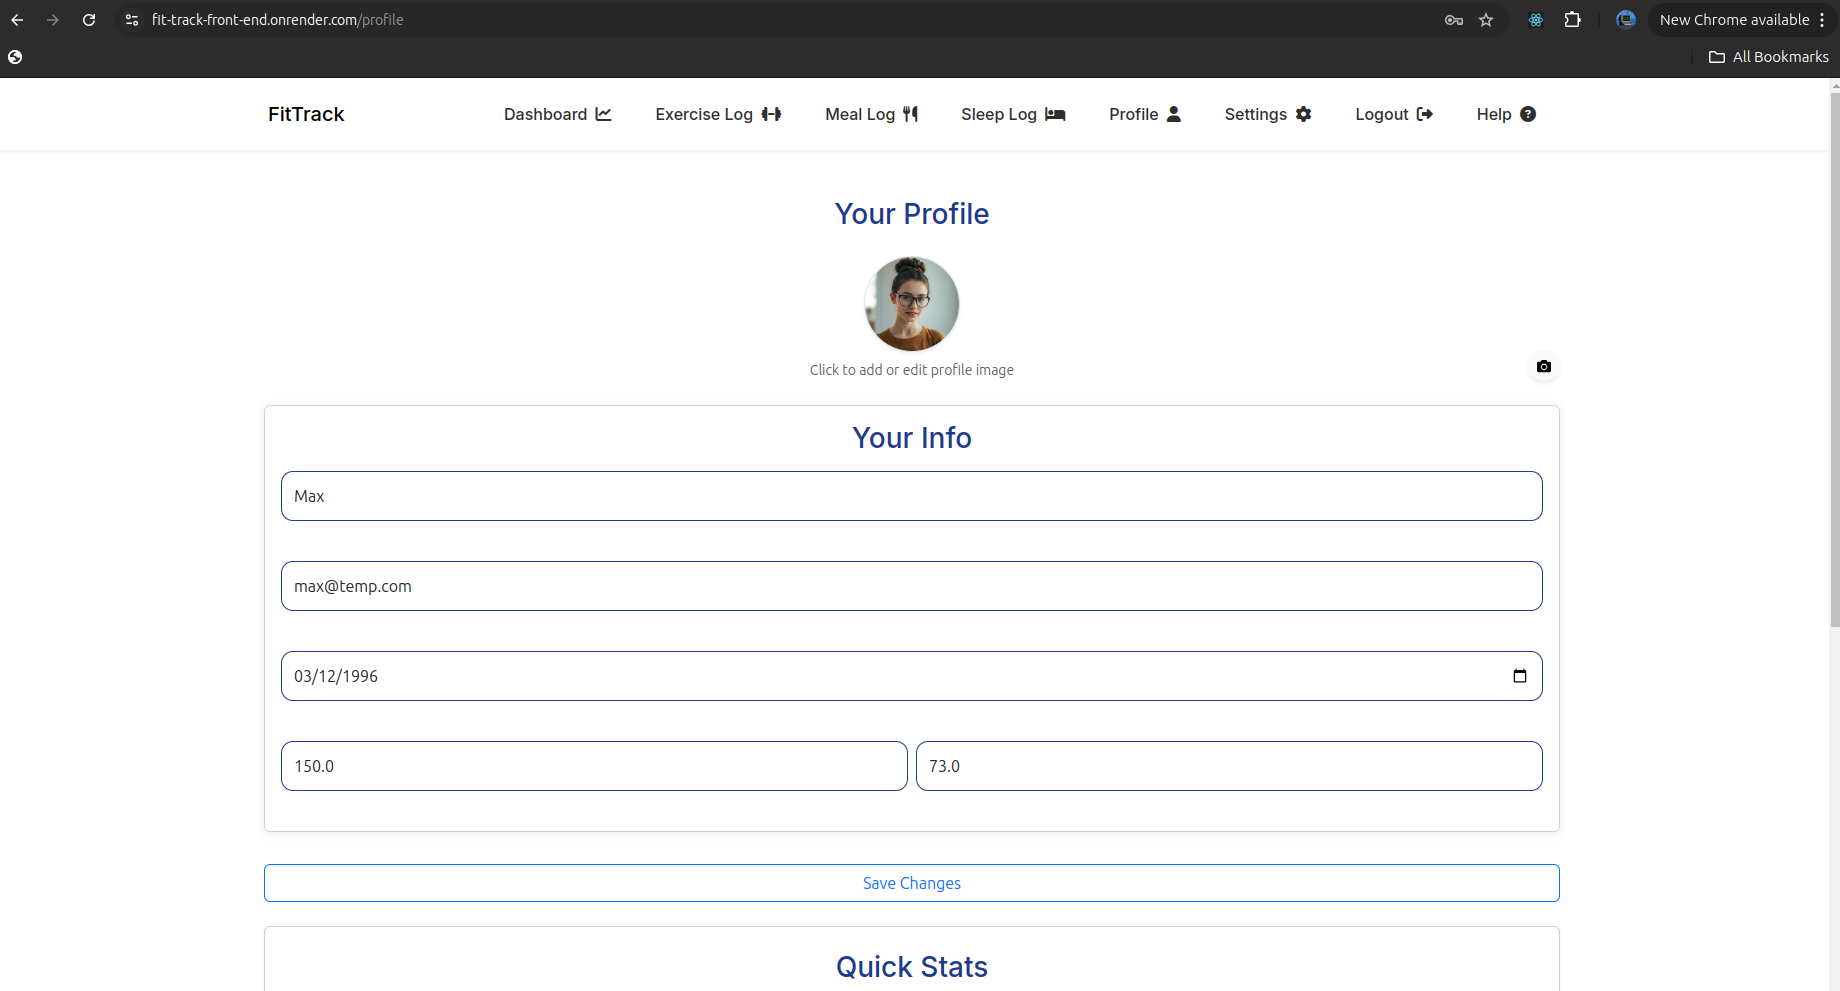 fit-track-front-end.onrender.com/profile
New Chrome available
All Bookmarks
FitTrack
Dashboard
Exercise Log
Meal Log
Sleep Log
Profile
Settings
Logout
Help
Your Profile
Click to add or edit profile image
Your Info
Max
max@temp.com
03/12/1996
150.0
73.0
Save Changes
Quick Stats